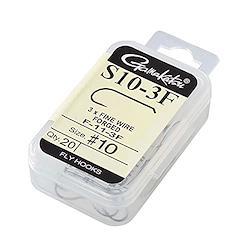 Gamakatsu
S10-3F
3 x FINE WIRE
FORGED
F-11-3F
Size. #10
Qty. 20
FLY HOOKS